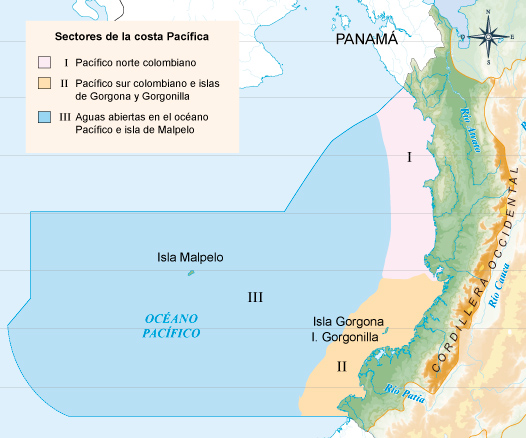 Sectores de la costa Pacífica
I Pacífico norte colombiano
II Pacífico sur colombiano e islas
de Gorgona y Gorgonilla
III Aguas abiertas en el océano
Pacífico e isla de Malpelo
PANAMÁ
N
S
I
Río Atrato
CORDILLERA OCCIDENTAL
Río Cauca
Isla Malpelo
III
OCÉANO
PACÍFICO
Isla Gorgona
I. Gorgonilla
II
Río Patía